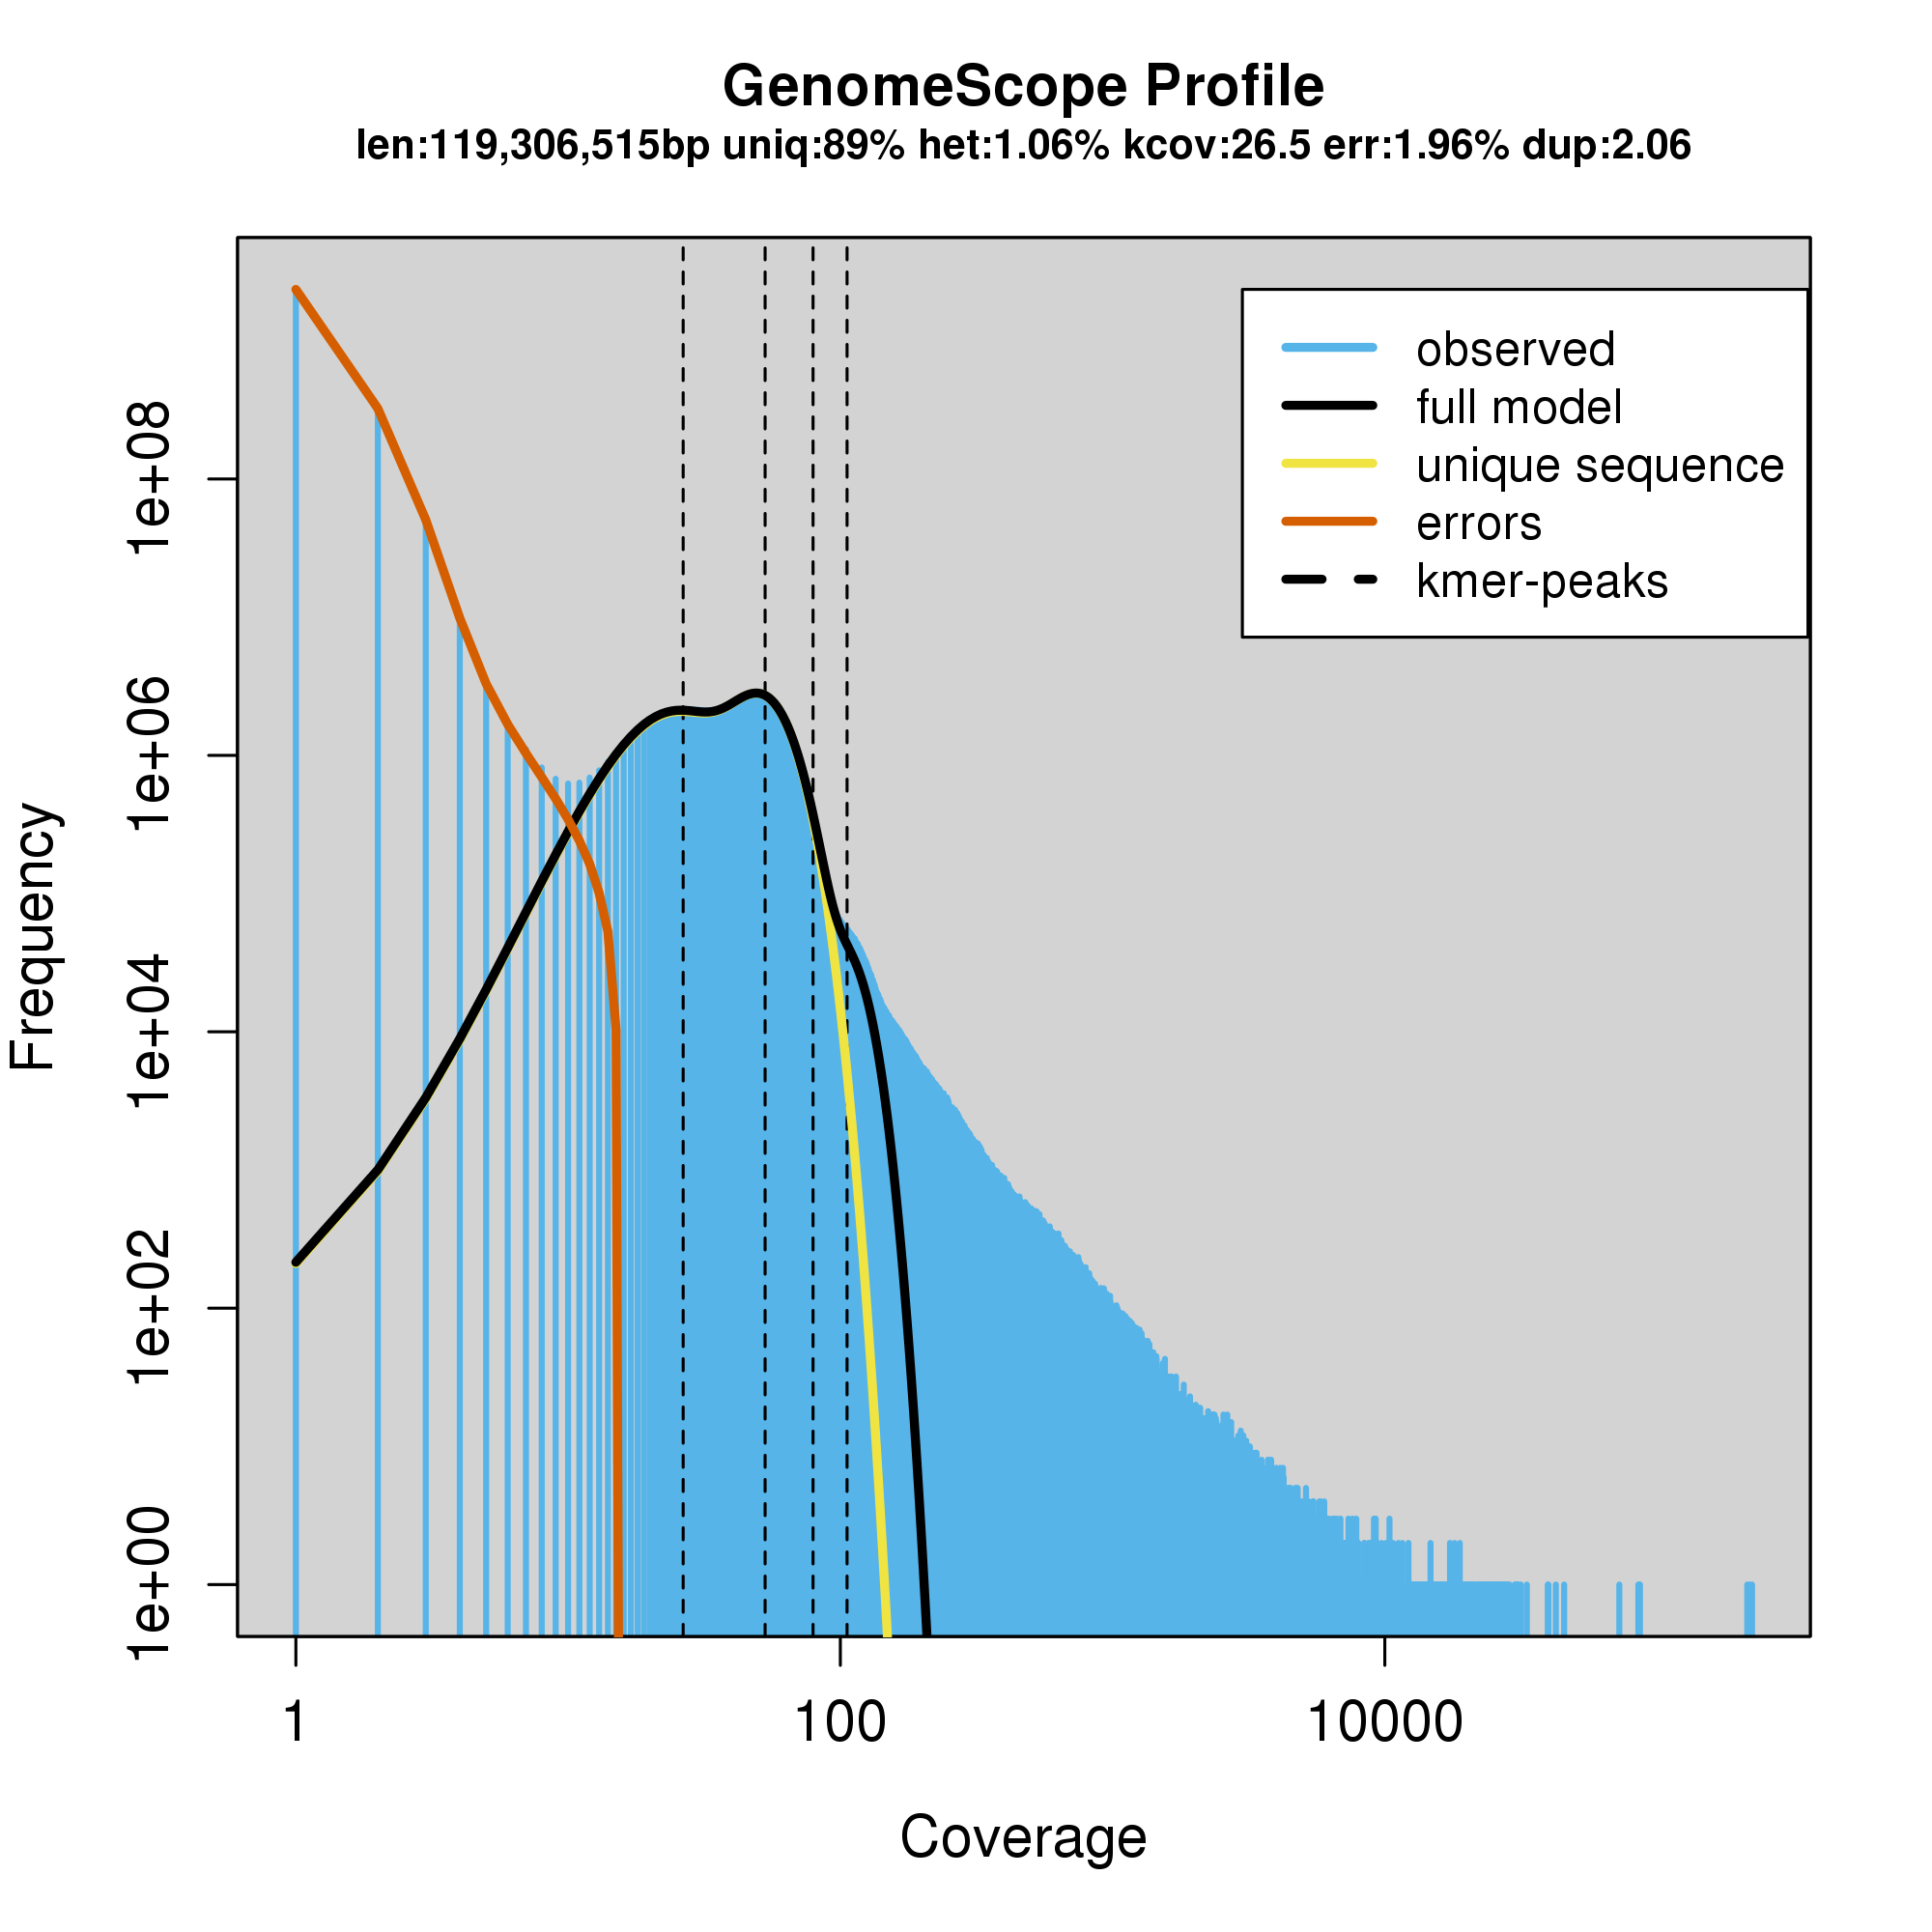 GenomeScope Profile
len:119,306,515bp uniq:89% het:1.06% kcov:26.5 err:1.96% dup:2.06
observed
full model
unique sequence
errors
kmer-peaks
Frequency
1e+08
1e+06
1e+04
1e+02
1e+00
1
100
10000
Coverage